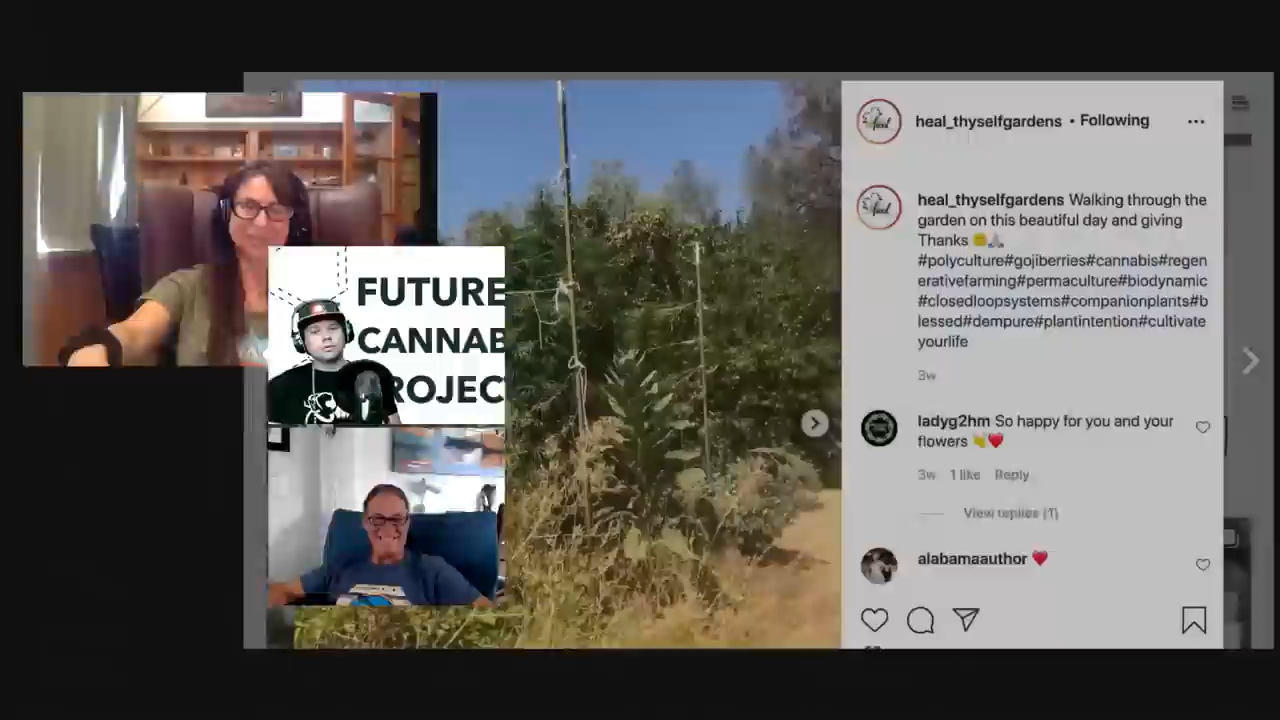 FUTURE
CANNAB
ROJEC
heal_thyselfgardens • Following
heal_thyselfgardens Walking through the
garden on this beautiful day and giving
Thanks
#polyculture#gojiberries#cannabis#regen
erativefarming#permaculture#biodynamic
#closedloopsystems#companionplants#b
lessed#dempure#plantintention#cultivate
yourlife
3w
ladyg2hm So happy for you and your
flowers
3w 1 like Reply
View replies (1)
alabamaauthor